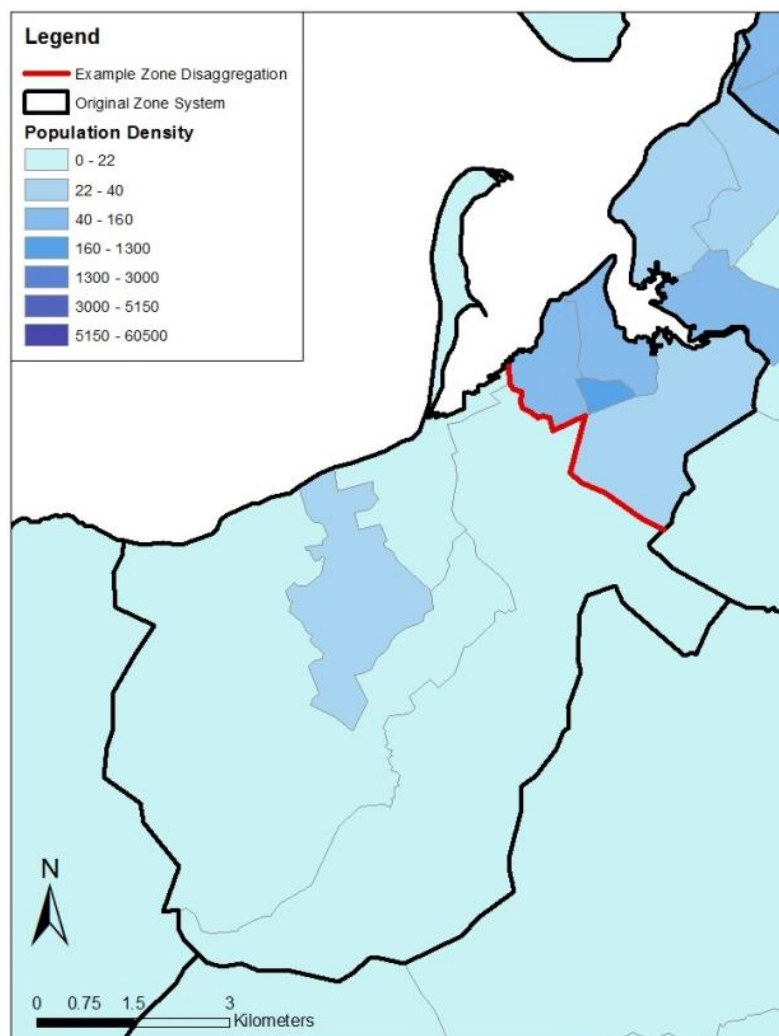 Legend
Example Zone Disaggregation
Original Zone System
Population Density
0 - 22
22 - 40
40 - 160
160 - 1300
1300 - 3000
3000 - 5150
5150 - 60500
N
0 0.75 1.5 3
Kilometers